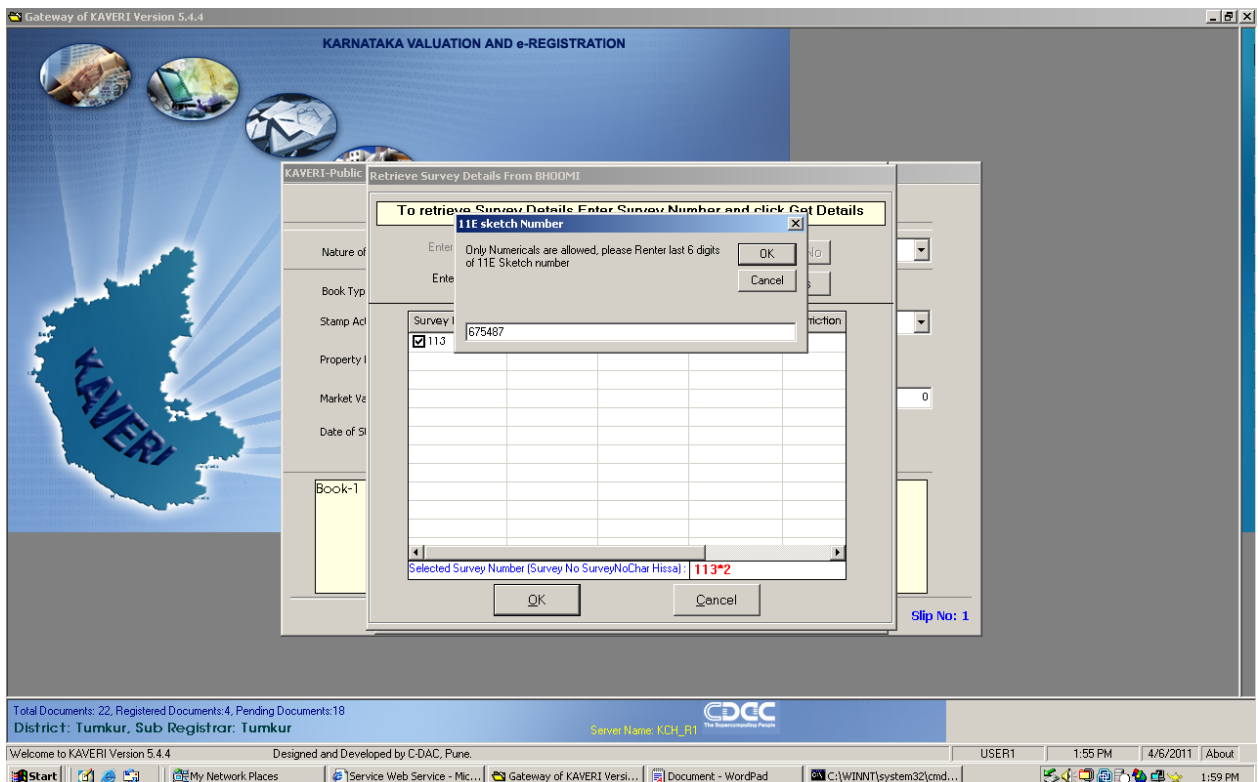 Gateway of KAVERI Version 5.4.4
KARNATAKA VALUATION AND e-REGISTRATION
KAVERI
KAVERI-Public
Retrieve Survey Details From BHOOMI
To retrieve Survey Details Enter Survey Number and click Get Details
11E sketch Number
Only Numericals are allowed, please Renter last 6 digits
of 11E Sketch number
OK
Cancel
675487
Nature of
Enter
No
Book Typ
Ente
s
Stamp Act
Survey
riction
113
Property
Market Va
0
Date of
Book-1
Selected Survey Number (Survey No SurveyNoChar Hissa) : 113*2
OK
Cancel
Slip No: 1
Total Documents: 22, Registered Documents:4, Pending Documents:18
District: Tumkur, Sub Registrar: Tumkur
Server Name: KCH_R1
CDAC
The Supercomputing People
Welcome to KAVERI Version 5.4.4
Designed and Developed by C-DAC, Pune.
USER1
1:55 PM
4/6/2011
About
Start
My Network Places
Service Web Service - Mic...
Gateway of KAVERI Versi...
Document - WordPad
C:\WINNT\system32\cmd...
1:59 PM